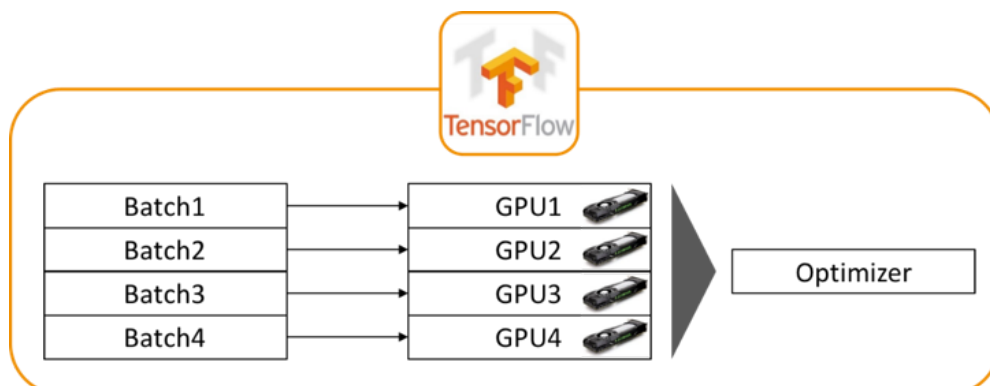 TensorFlow
Batch1
GPU1
Batch2
GPU2
Batch3
GPU3
Batch4
GPU4
Optimizer